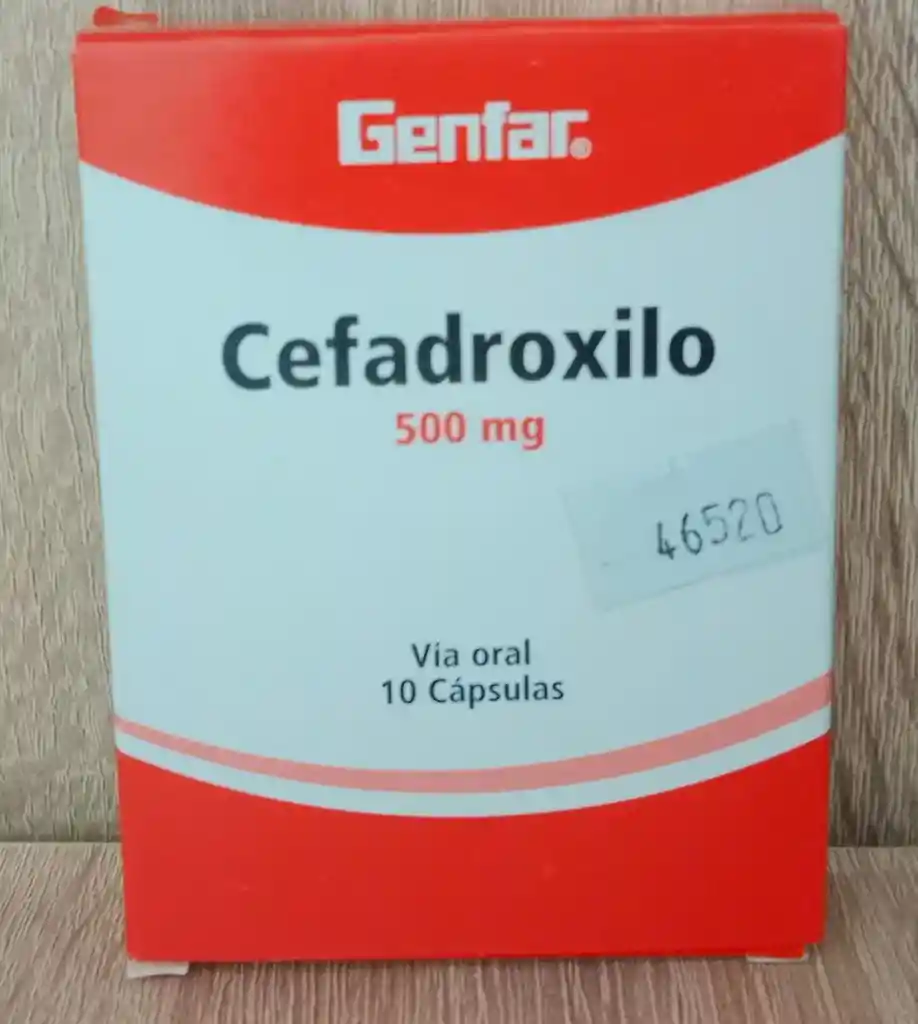 Genfar®
Cefadroxilo
500 mg
46520
Vía oral
10 Cápsulas